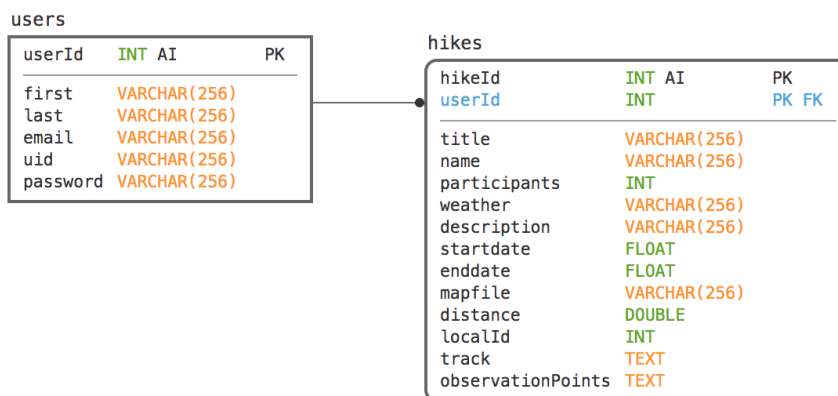 users
userId INT AI PK
first VARCHAR(256)
last VARCHAR(256)
email VARCHAR(256)
uid VARCHAR(256)
password VARCHAR(256)
hikes
hikeId INT AI PK
userId INT PK FK
title VARCHAR(256)
name VARCHAR(256)
participants INT
weather VARCHAR(256)
description VARCHAR(256)
startdate FLOAT
enddate FLOAT
mapfile VARCHAR(256)
distance DOUBLE
localId INT
track TEXT
observationPoints TEXT